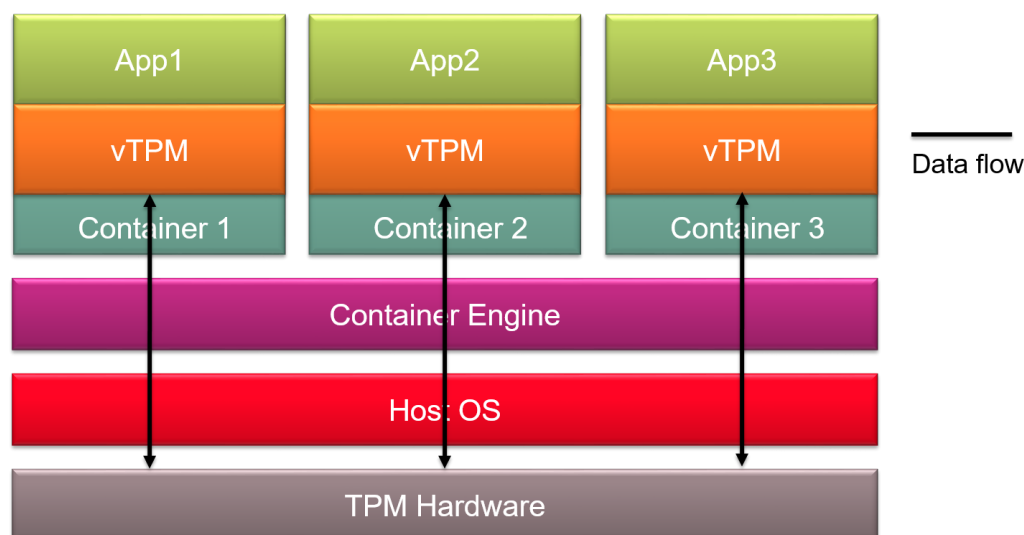 App1
App2
App3
vTPM
vTPM
vTPM
Data flow
Container 1
Container 2
Container 3
Container Engine
Host OS
TPM Hardware